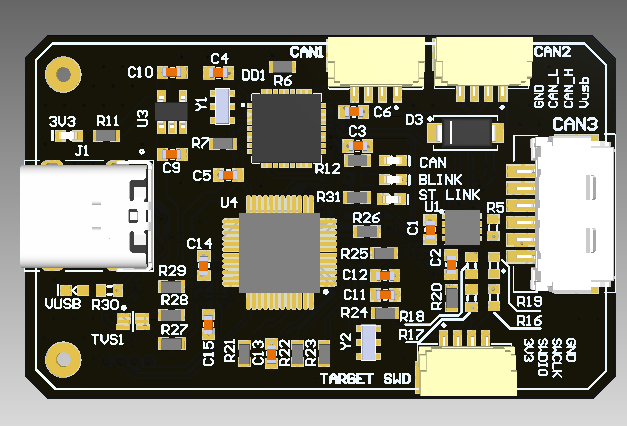 CAN1
CAN2
C4
C10
DD1
R6
GND
CAN_L
CAN_H
Vusb
Y1
C6
3V3
R11
U3
D3
CAN3
J1
R7
C3
C9
R12
CAN
C5
BLINK
R31
ST LINK
U4
U1
R5
R26
C1
C14
R25
C2
R29
C12
VUSB
R30
C11
R20
R19
R28
R24
R18
R16
TVS1
C15
R17
R27
Y2
R21
C13
R22
R23
3V3
SWDIO
SWCLK
GND
TARGET SWD